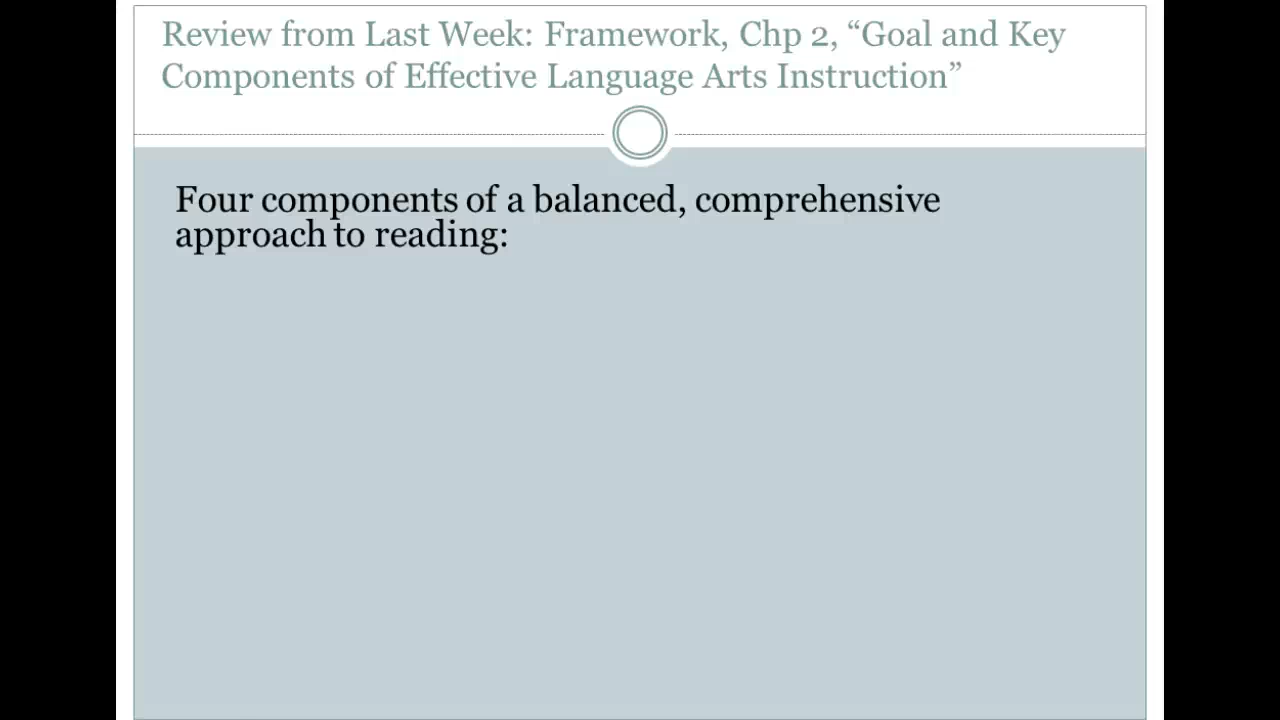 Review from Last Week: Framework, Chp 2, “Goal and Key
Components of Effective Language Arts Instruction”
Four components of a balanced, comprehensive
approach to reading: